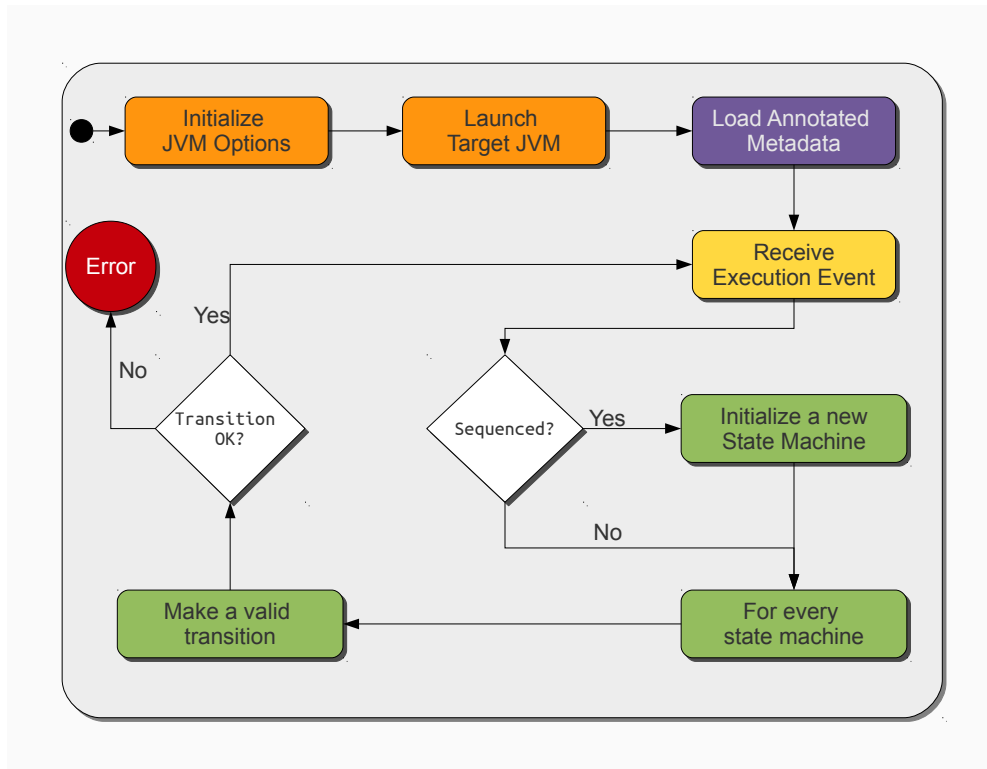 Initialize
JVM Options
Launch
Target JVM
Load Annotated
Metadata
Error
Receive
Execution Event
Yes
No
Transition
OK?
Sequenced?
Yes
Initialize a new
State Machine
No
Make a valid
transition
For every
state machine